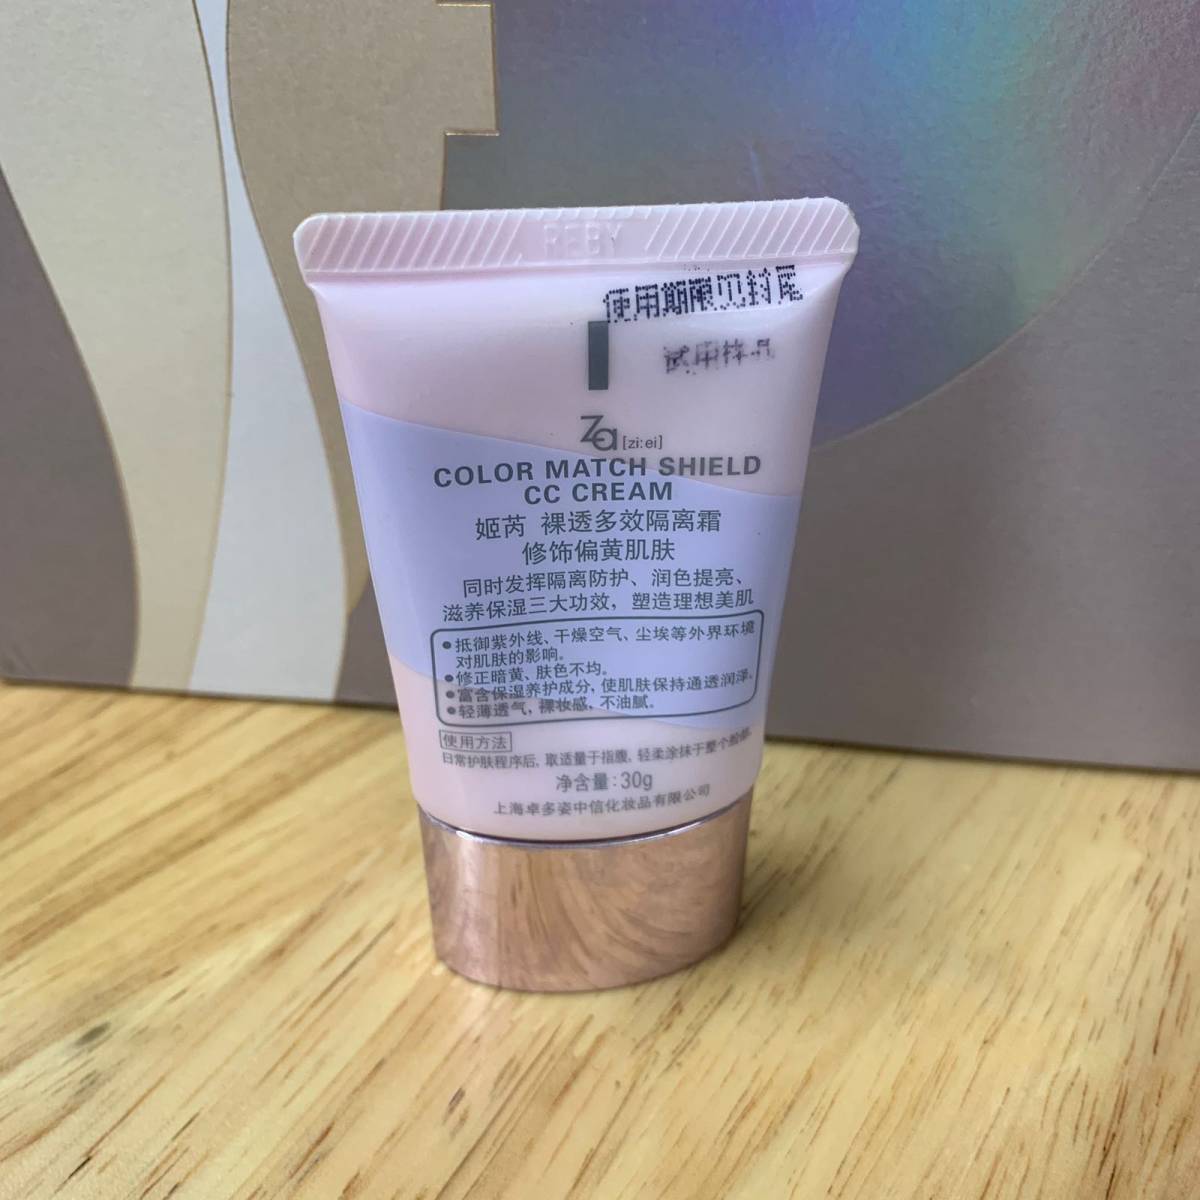 使用期限见封尾
试用样品
Za [zi:ei]
COLOR MATCH SHIELD
CC CREAM
姬芮 裸透多效隔离霜
修饰偏黄肌肤
同时发挥隔离防护、润色提亮、
滋养保湿三大功效，塑造理想美肌
●抵御紫外线、干燥空气、尘埃等外界环境
对肌肤的影响。
●修正暗黄、肤色不均。
●富含保湿养护成分，使肌肤保持通透润泽。
●轻薄透气，裸妆感，不油腻。
使用方法
日常护肤程序后，取适量于指腹，轻柔涂抹于整个脸部。
净含量：30g
上海卓多姿中信化妆品有限公司